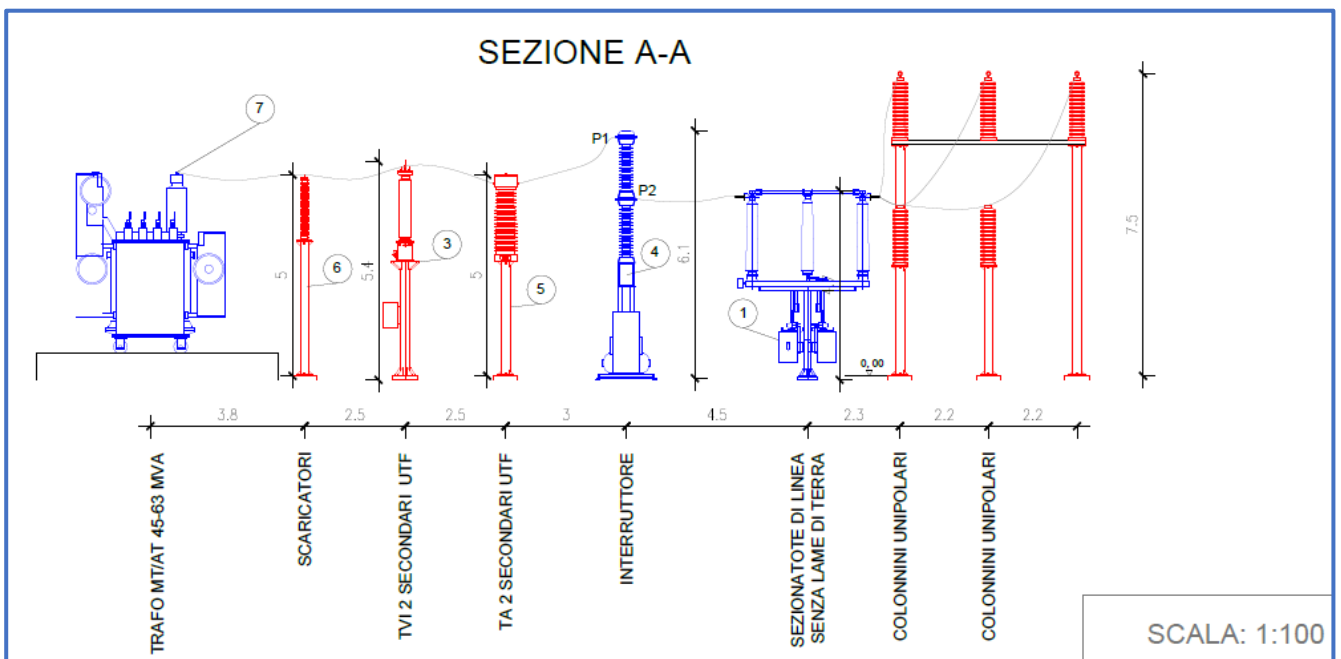 SEZIONE A-A
7
P1
P2
3
4
6
5
1
5
5.4
5
6.1
7.5
0,00
3.8
2.5
2.5
3
4.5
2.3
2.2
2.2
TRAFO MT/AT 45-63 MVA
SCARICATORI
TVI 2 SECONDARI UTF
TA 2 SECONDARI UTF
INTERRUTTORE
SEZIONATOTE DI LINEA
SENZA LAME DI TERRA
COLONNINI UNIPOLARI
COLONNINI UNIPOLARI
SCALA: 1:100